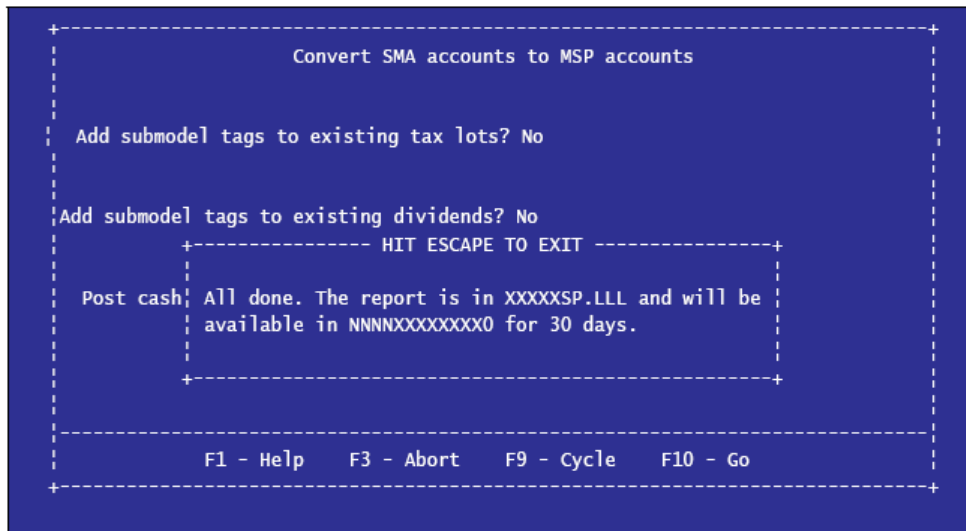 Convert SMA accounts to MSP accounts
Add submodel tags to existing tax lots? No
Add submodel tags to existing dividends? No
HIT ESCAPE TO EXIT
Post cash
All done. The report is in XXXXXSP.LLL and will be
available in NNNNXXXXXXXX0 for 30 days.
F1 - Help F3 - Abort F9 - Cycle F10 - Go